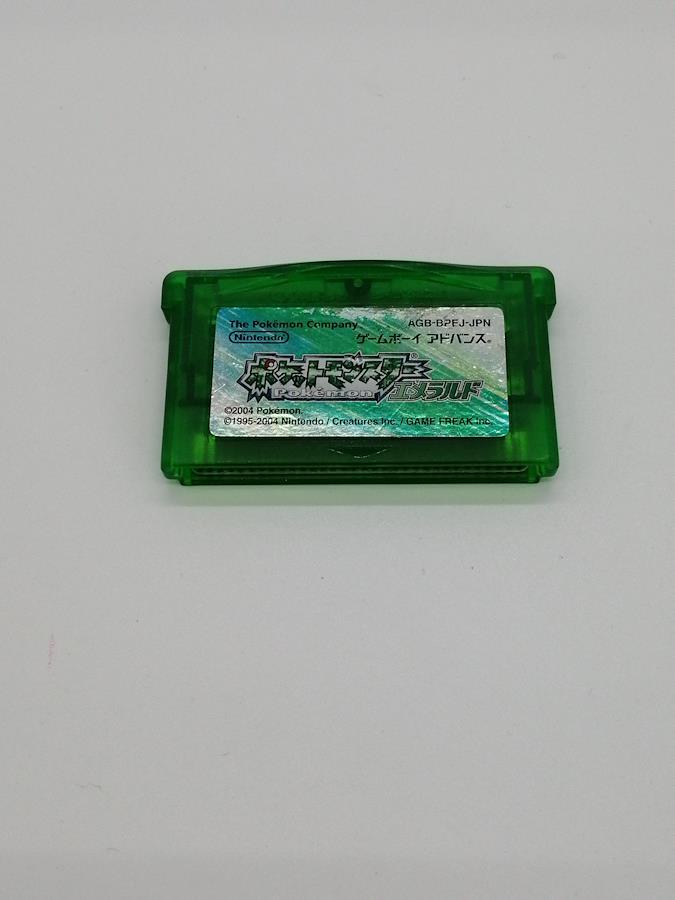 The Pokémon Company AGB-BPEJ-JPN
Nintendo ゲームボーイ アドバンス®
ポケットモンスター®
Pokémon エメラルド
©2004 Pokémon.
©1995-2004 Nintendo / Creatures inc. / GAME FREAK inc.